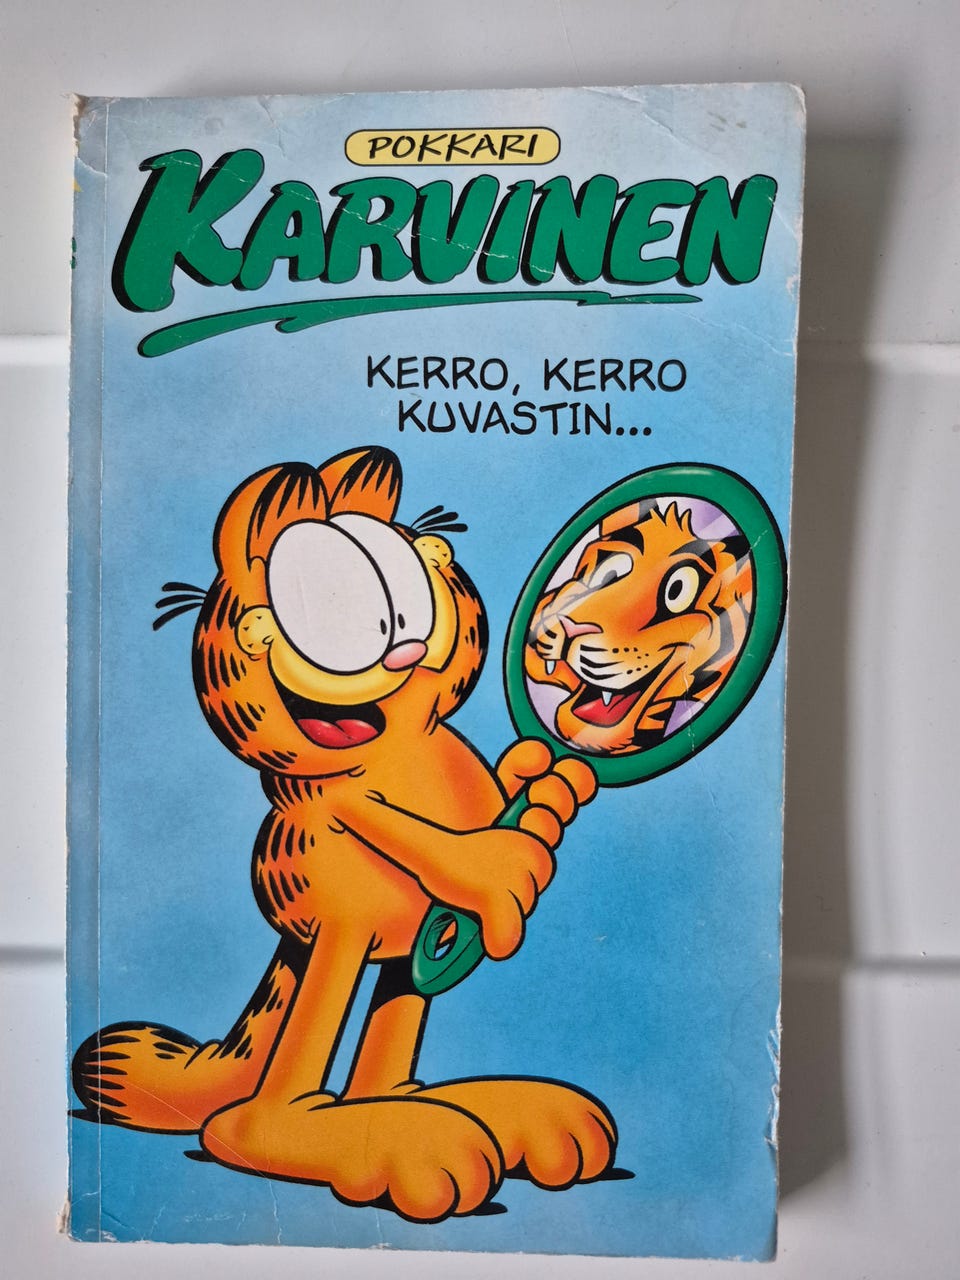 POKKARI
KARVINEN
KERRO, KERRO
KUVASTIN...